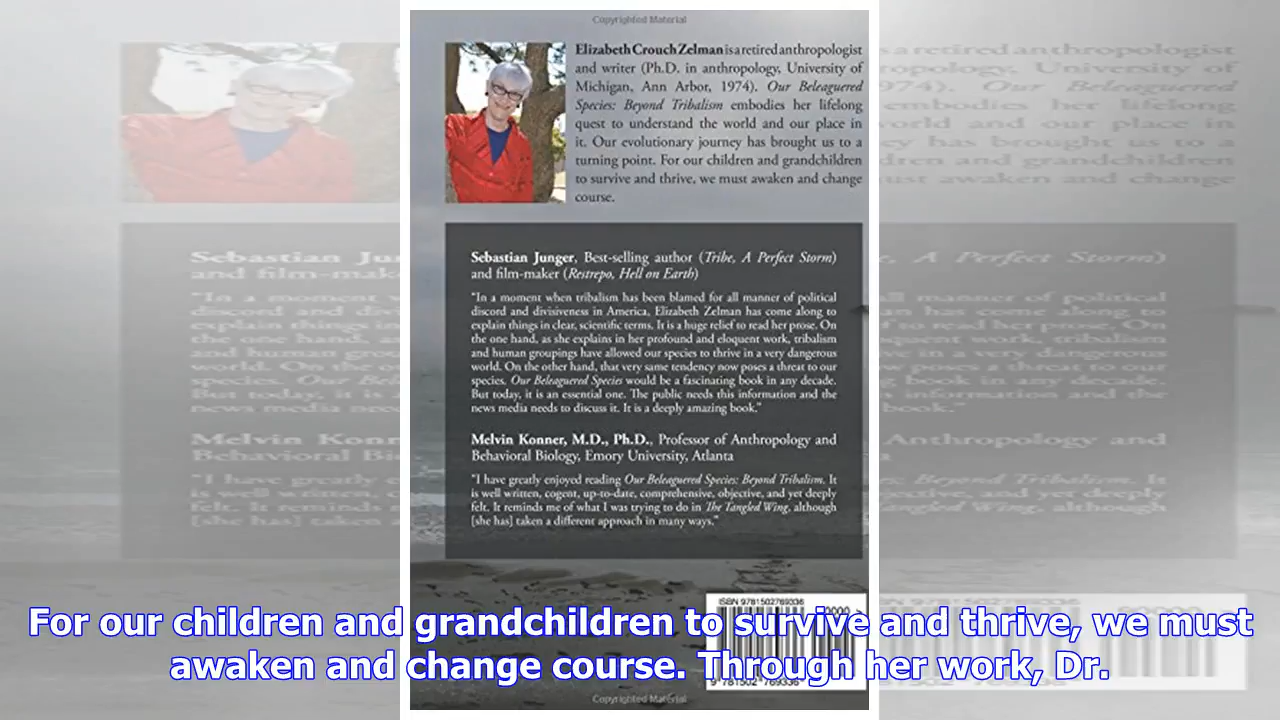 Copyrighted Material
Elizabeth Crouch Zelman is a retired anthropologist
and writer (Ph.D. in anthropology, University of
Michigan, Ann Arbor, 1974). Our Beleaguered
Species: Beyond Tribalism embodies her lifelong
quest to understand the world and our place in
it. Our evolutionary journey has brought us to a
turning point. For our children and grandchildren
to survive and thrive, we must awaken and change
course.
Sebastian Junger, Best-selling author (Tribe, A Perfect Storm)
and film-maker (Restrepo, Hell on Earth)
"In a moment when tribalism has been blamed for all manner of political
discord and divisiveness in America, Elizabeth Zelman has come along to
explain things in clear, scientific terms. It is a huge relief to read her prose. On
the one hand, as she explains in her profound and eloquent work, tribalism
and human groupings have allowed our species to thrive in a very dangerous
world. On the other hand, that very same tendency now poses a threat to our
species. Our Beleaguered Species would be a fascinating book in any decade.
But today, it is an essential one. The public needs this information and the
news media needs to discuss it. It is a deeply amazing book."
Melvin Konner, M.D., Ph.D., Professor of Anthropology and
Behavioral Biology, Emory University, Atlanta
"I have greatly enjoyed reading Our Beleaguered Species: Beyond Tribalism. It
is well written, cogent, up-to-date, comprehensive, objective, and yet deeply
felt. It reminds me of what I was trying to do in The Tangled Wing, although
[she has] taken a different approach in many ways."
ISBN 9781502769336
For our children and grandchildren to survive and thrive, we must
awaken and change course. Through her work, Dr.
9 781502 769336
Copyrighted Material